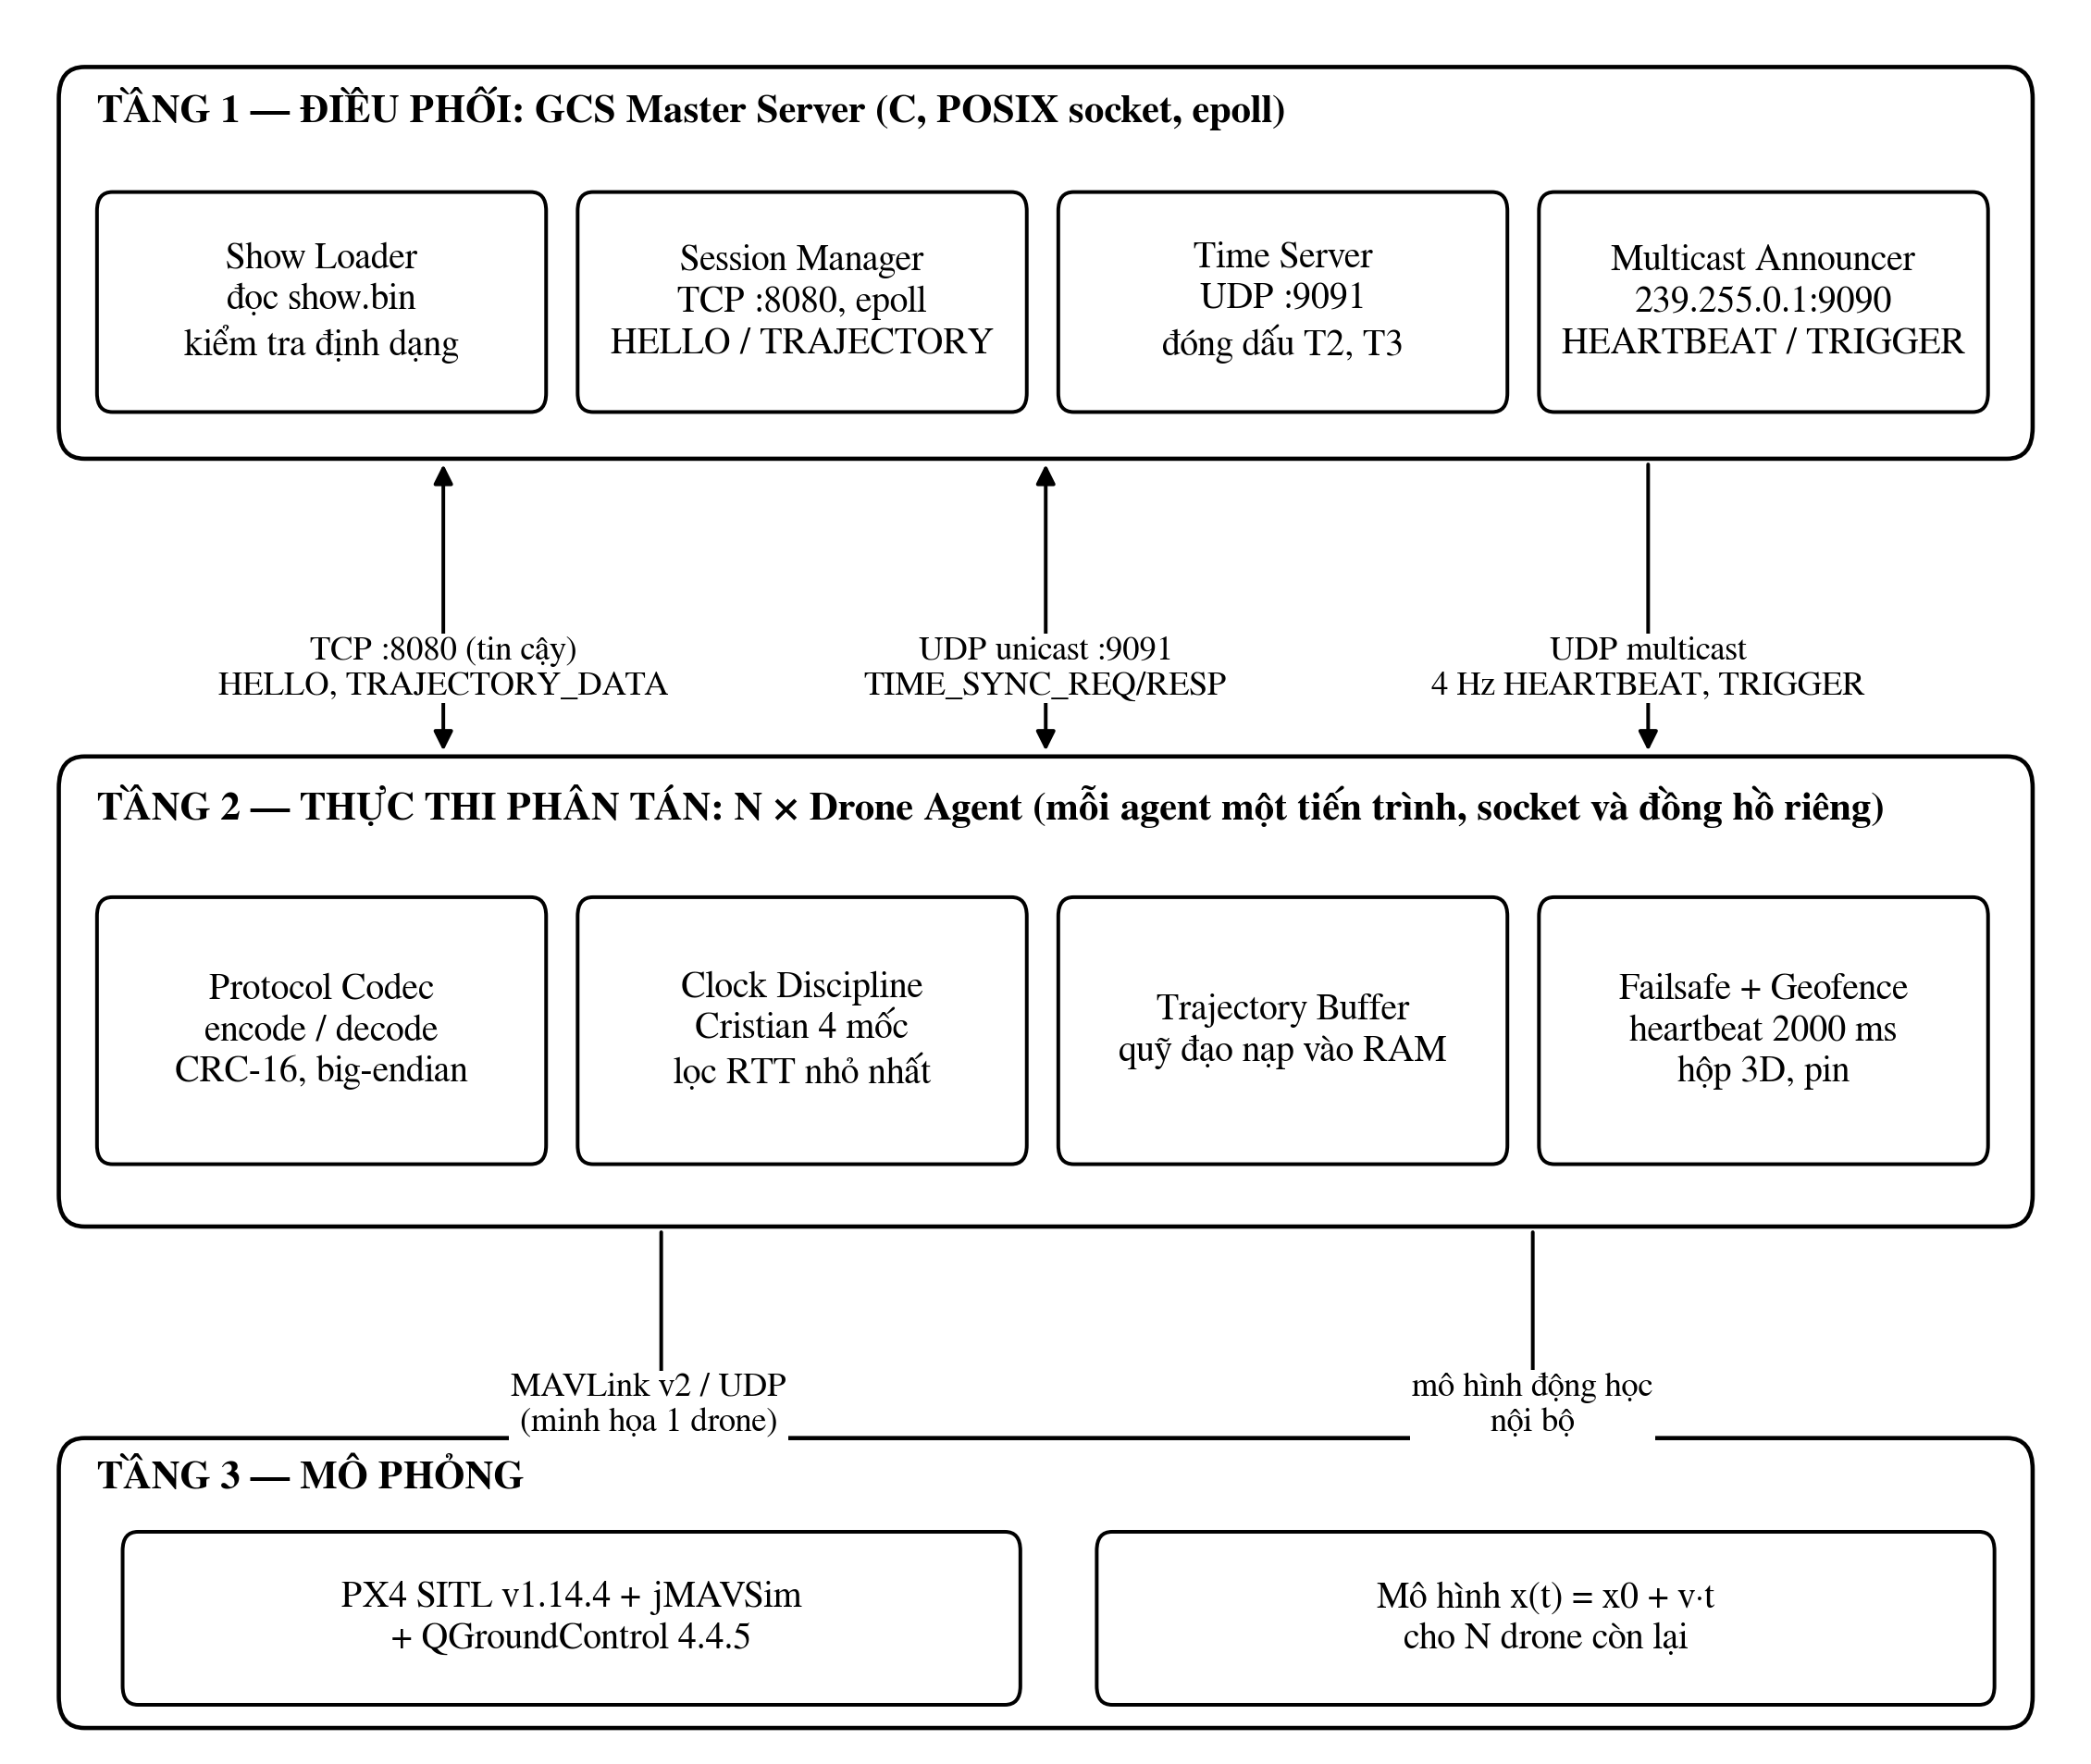 TẦNG 1 — ĐIỀU PHỐI: GCS Master Server (C, POSIX socket, epoll)
Show Loader
đọc show.bin
kiểm tra định dạng
Session Manager
TCP :8080, epoll
HELLO / TRAJECTORY
Time Server
UDP :9091
đóng dấu T2, T3
Multicast Announcer
239.255.0.1:9090
HEARTBEAT / TRIGGER
TCP :8080 (tin cậy)
HELLO, TRAJECTORY_DATA
UDP unicast :9091
TIME_SYNC_REQ/RESP
UDP multicast
4 Hz HEARTBEAT, TRIGGER
TẦNG 2 — THỰC THI PHÂN TÁN: N × Drone Agent (mỗi agent một tiến trình, socket và đồng hồ riêng)
Protocol Codec
encode / decode
CRC-16, big-endian
Clock Discipline
Cristian 4 mốc
lọc RTT nhỏ nhất
Trajectory Buffer
quỹ đạo nạp vào RAM
Failsafe + Geofence
heartbeat 2000 ms
hộp 3D, pin
MAVLink v2 / UDP
(minh họa 1 drone)
mô hình động học
nội bộ
TẦNG 3 — MÔ PHỎNG
PX4 SITL v1.14.4 + jMAVSim
+ QGroundControl 4.4.5
Mô hình x(t) = x0 + v·t
cho N drone còn lại